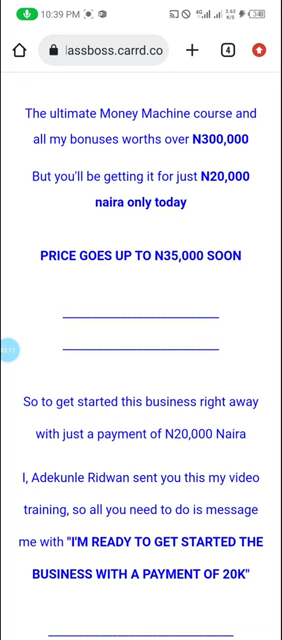 10:39 PM
4G
3.63
K/S
34
lassboss.carrd.co
4
The ultimate Money Machine course and
all my bonuses worths over N300,000
But you'll be getting it for just N20,000
naira only today
PRICE GOES UP TO N35,000 SOON
So to get started this business right away
with just a payment of N20,000 Naira
I, Adekunle Ridwan sent you this my video
training, so all you need to do is message
me with "I'M READY TO GET STARTED THE
BUSINESS WITH A PAYMENT OF 20K"